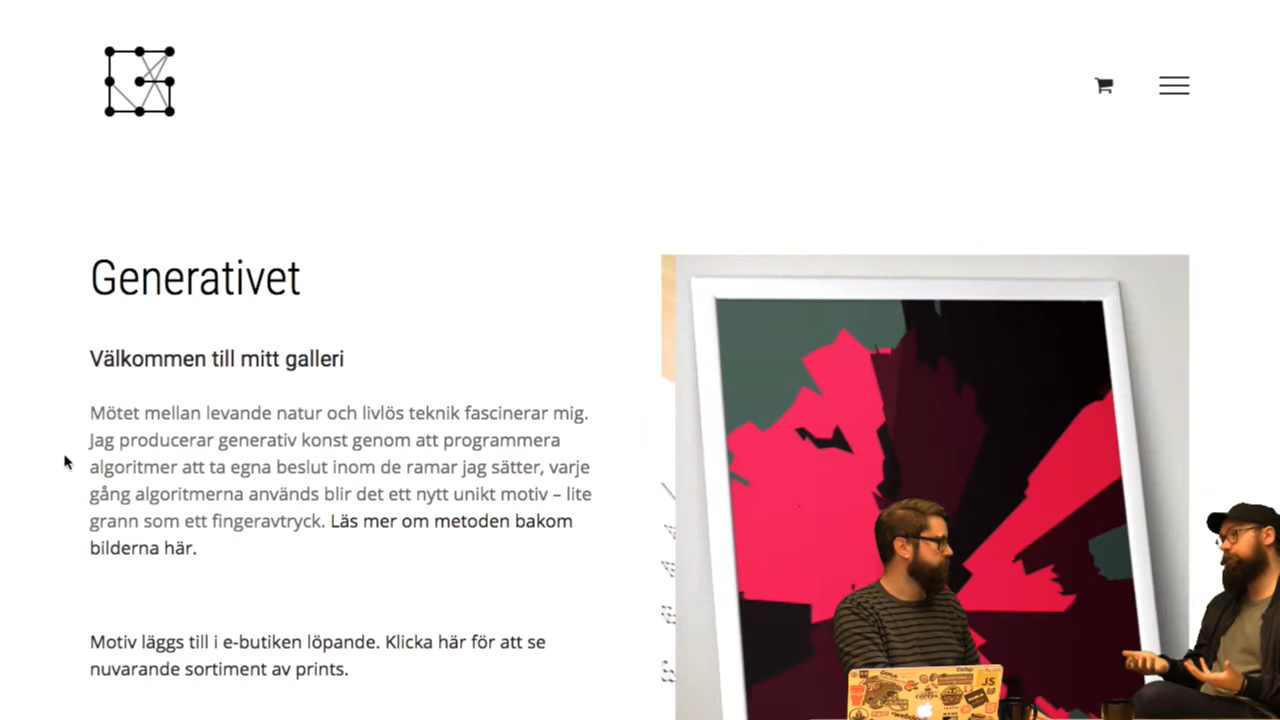 Generativet
Välkommen till mitt galleri
Mötet mellan levande natur och livlös teknik fascinerar mig.
Jag producerar generativ konst genom att programmera
algoritmer att ta egna beslut inom de ramar jag sätter, varje
gång algoritmerna används blir det ett nytt unikt motiv – lite
grann som ett fingeravtryck. Läs mer om metoden bakom
bilderna här.
Motiv läggs till i e-butiken löpande. Klicka här för att se
nuvarande sortiment av prints.
JS